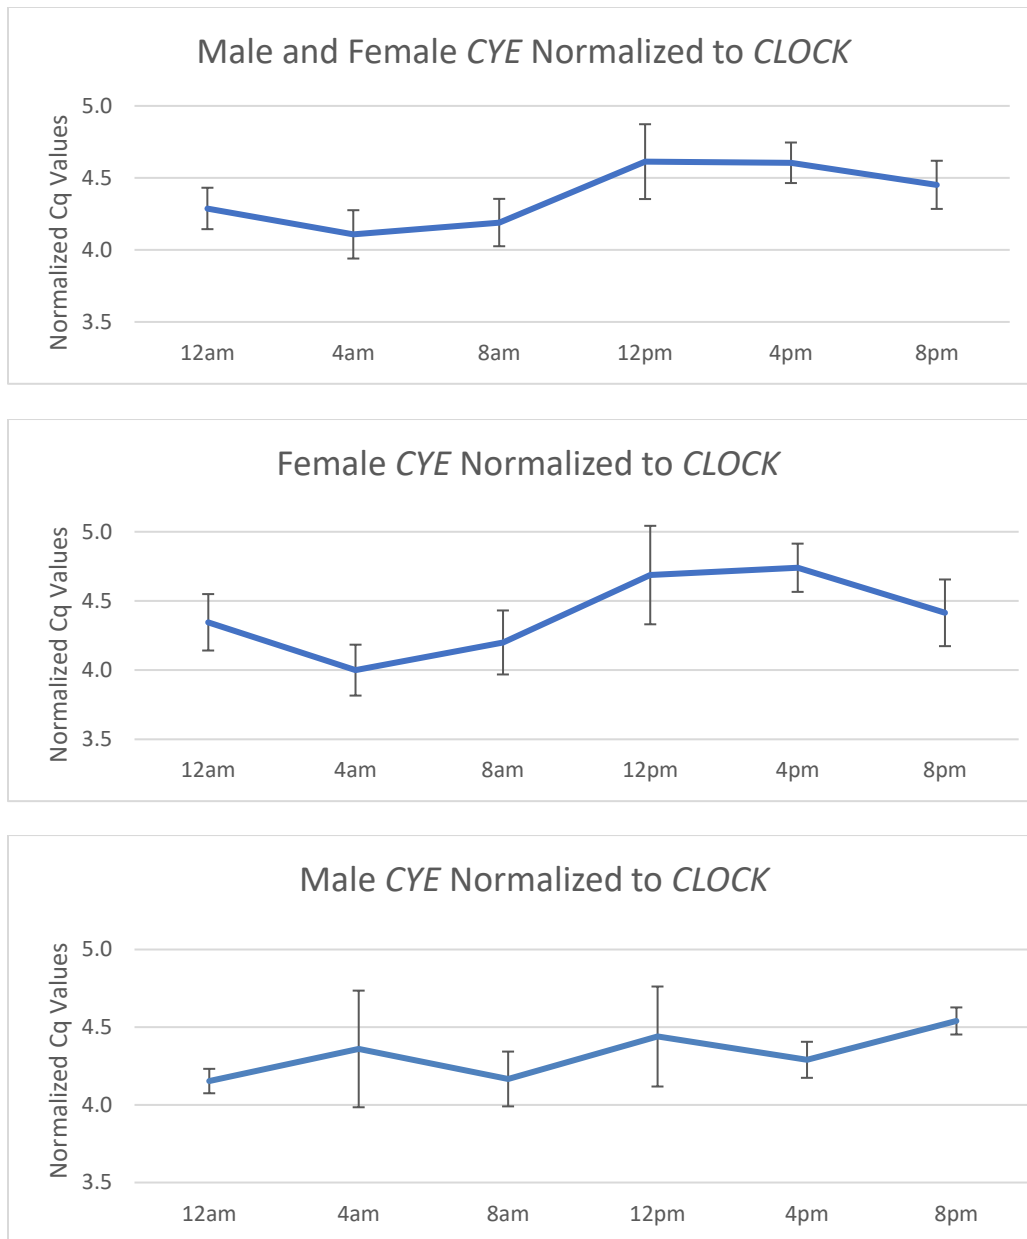 Male and Female CYE Normalized to CLOCK
Normalized Cq Values
5.0
4.5
4.0
3.5
12am 4am 8am 12pm 4pm 8pm
Female CYE Normalized to CLOCK
Normalized Cq Values
5.0
4.5
4.0
3.5
12am 4am 8am 12pm 4pm 8pm
Male CYE Normalized to CLOCK
Normalized Cq Values
5.0
4.5
4.0
3.5
12am 4am 8am 12pm 4pm 8pm